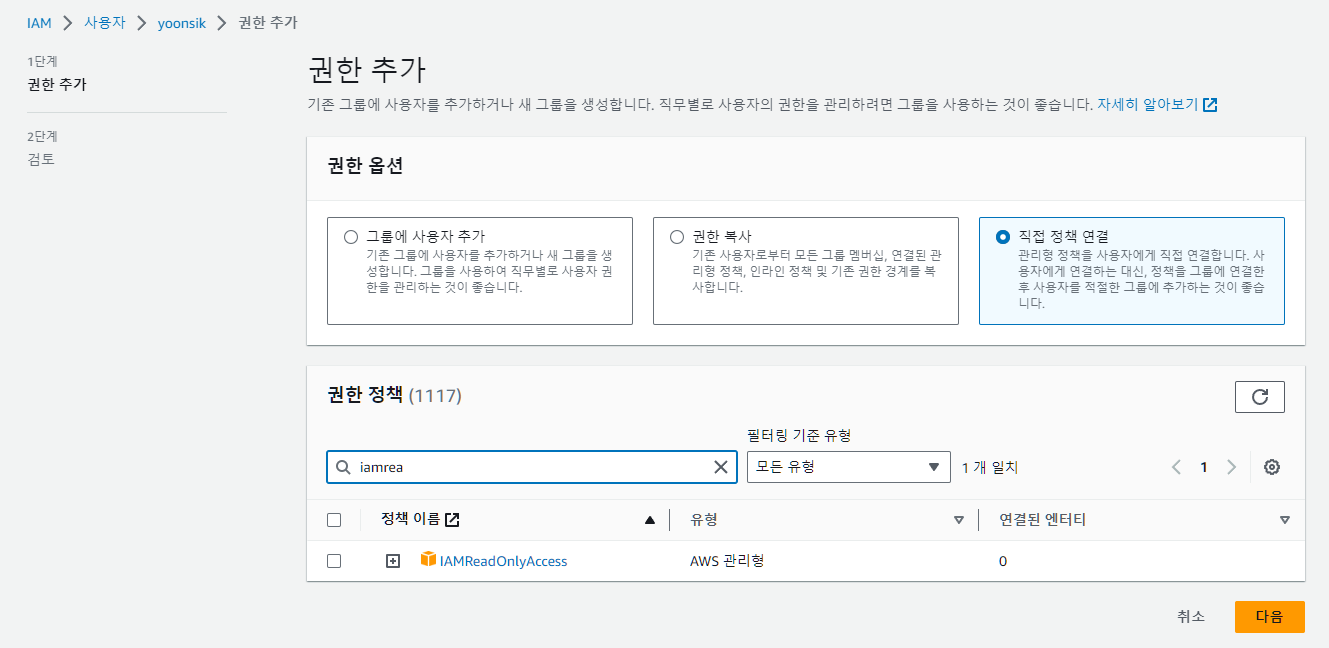 IAM > 사용자 > yoonsik > 권한 추가
1단계
권한 추가
2단계
검토
권한 추가
기존 그룹에 사용자를 추가하거나 새 그룹을 생성합니다. 직무별로 사용자의 권한을 관리하려면 그룹을 사용하는 것이 좋습니다. 자세히 알아보기
권한 옵션
그룹에 사용자 추가
기존 그룹에 사용자를 추가하거나 새 그룹을 생
성합니다. 그룹을 사용하여 직무별로 사용자 권
한을 관리하는 것이 좋습니다.
권한 복사
기존 사용자로부터 모든 그룹 멤버십, 연결된 관
리형 정책, 인라인 정책 및 기존 권한 경계를 복
사합니다.
직접 정책 연결
관리형 정책을 사용자에게 직접 연결합니다. 사
용자에게 연결하는 대신, 정책을 그룹에 연결한
후 사용자를 적절한 그룹에 추가하는 것이 좋습
니다.
권한 정책 (1117)
필터링 기준 유형
iamrea
모든 유형
1 개 일치
1
정책 이름
유형
연결된 엔터티
IAMReadOnlyAccess
AWS 관리형
0
취소
다음